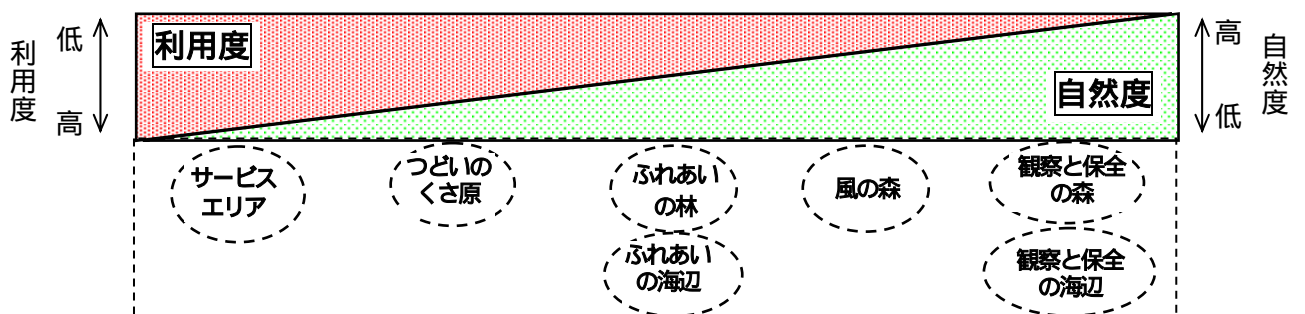 利用度
低
高
利用度
自然度
高
低
自然度
サービス
エリア
つどいの
くさ原
ふれあい
の林
風の森
観察と保全
の森
ふれあい
の海辺
観察と保全
の海辺